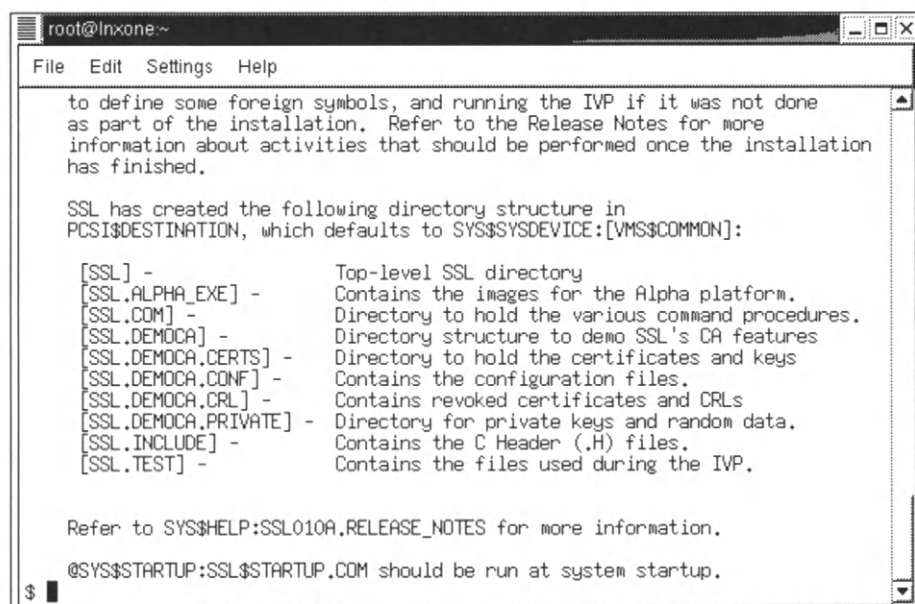 root@lnxone:~
File Edit Settings Help
to define some foreign symbols, and running the IVP if it was not done
as part of the installation. Refer to the Release Notes for more
information about activities that should be performed once the installation
has finished.
SSL has created the following directory structure in
PCSI$DESTINATION, which defaults to SYS$SYSDEVICE:[VMS$COMMON]:
[SSL] - Top-level SSL directory
[SSL.ALPHA_EXE] - Contains the images for the Alpha platform.
[SSL.COM] - Directory to hold the various command procedures.
[SSL.DEMOCA] - Directory structure to demo SSL's CA features
[SSL.DEMOCA.CERTS] - Directory to hold the certificates and keys
[SSL.DEMOCA.CONF] - Contains the configuration files.
[SSL.DEMOCA.CRL] - Contains revoked certificates and CRLs
[SSL.DEMOCA.PRIVATE] - Directory for private keys and random data.
[SSL.INCLUDE] - Contains the C Header (.H) files.
[SSL.TEST] - Contains the files used during the IVP.
Refer to SYS$HELP:SSL010A.RELEASE_NOTES for more information.
@SYS$STARTUP:SSL$STARTUP.COM should be run at system startup.
$